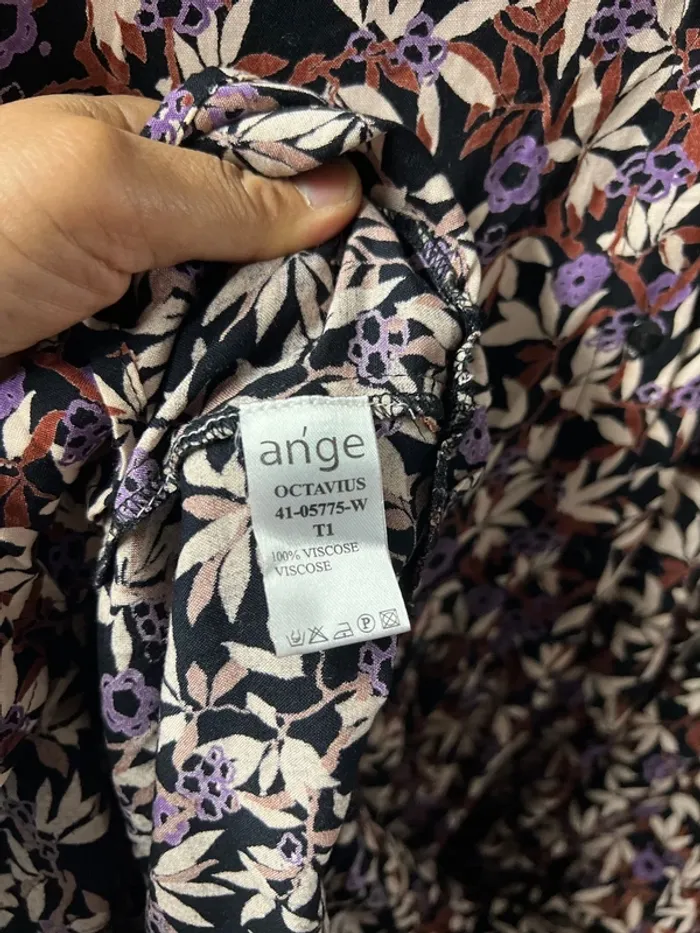 ańge
OCTAVIUS
41-05775-W
T1
100% VISCOSE
VISCOSE
P